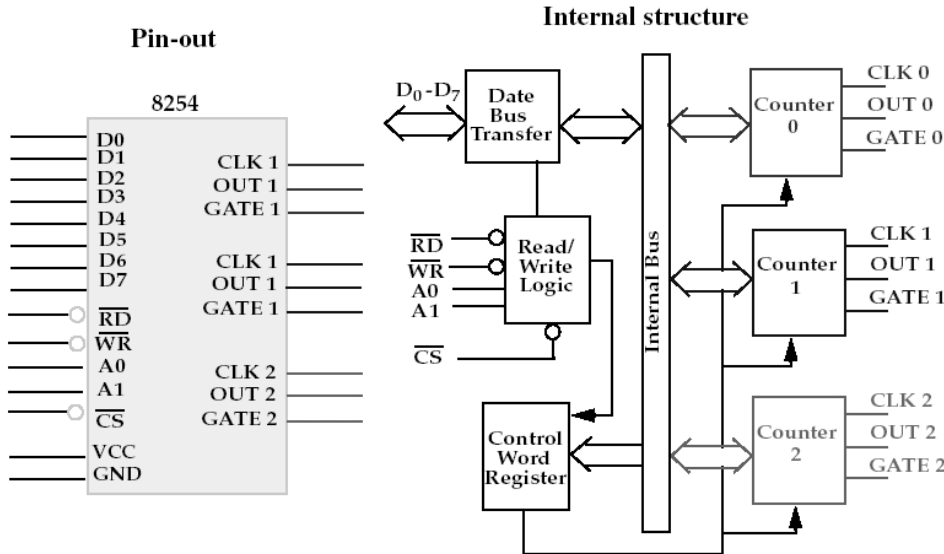 Internal structure
Pin-out
8254
D0
D1
D2
D3
D4
D5
D6
D7
RD
WR
A0
A1
CS
VCC
GND
CLK 1
OUT 1
GATE 1
CLK 1
OUT 1
GATE 1
CLK 2
OUT 2
GATE 2
D0-D7
Date
Bus
Transfer
RD
WR
A0
A1
CS
Read/
Write
Logic
Control
Word
Register
Internal Bus
Counter
0
CLK 0
OUT 0
GATE 0
Counter
1
CLK 1
OUT 1
GATE 1
Counter
2
CLK 2
OUT 2
GATE 2